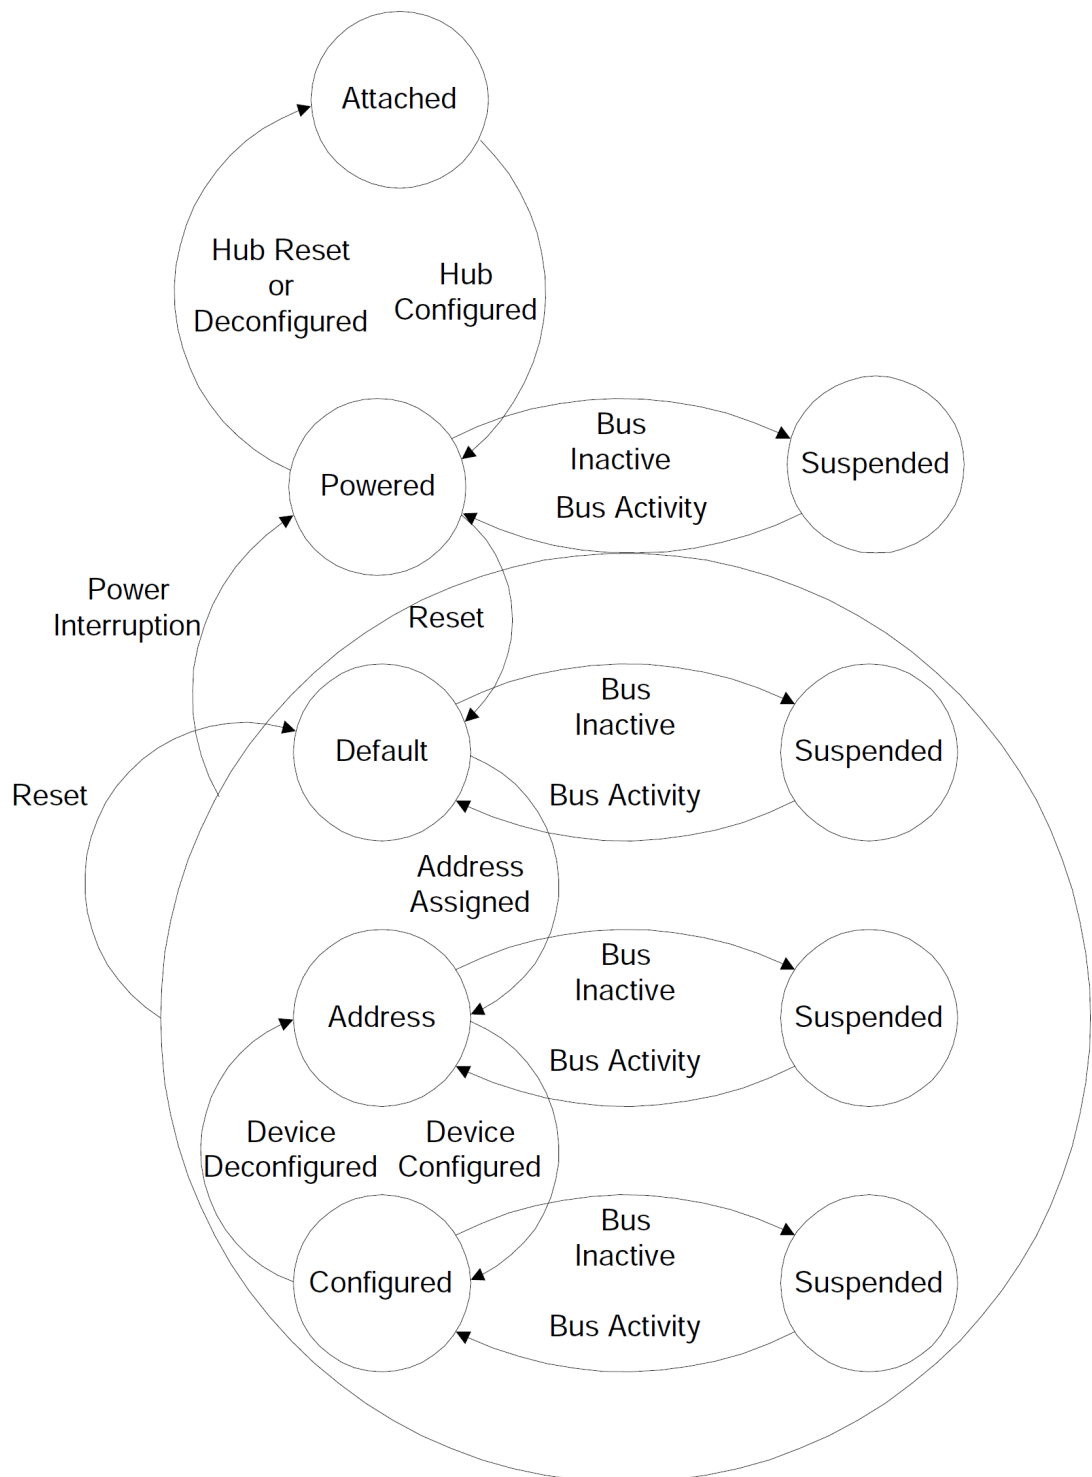 Attached
Hub Reset
or
Deconfigured
Hub
Configured
Bus
Inactive
Suspended
Powered
Bus Activity
Power
Interruption
Reset
Bus
Inactive
Default
Suspended
Reset
Bus Activity
Address
Assigned
Bus
Inactive
Address
Suspended
Bus Activity
Device
Deconfigured
Device
Configured
Bus
Inactive
Configured
Suspended
Bus Activity